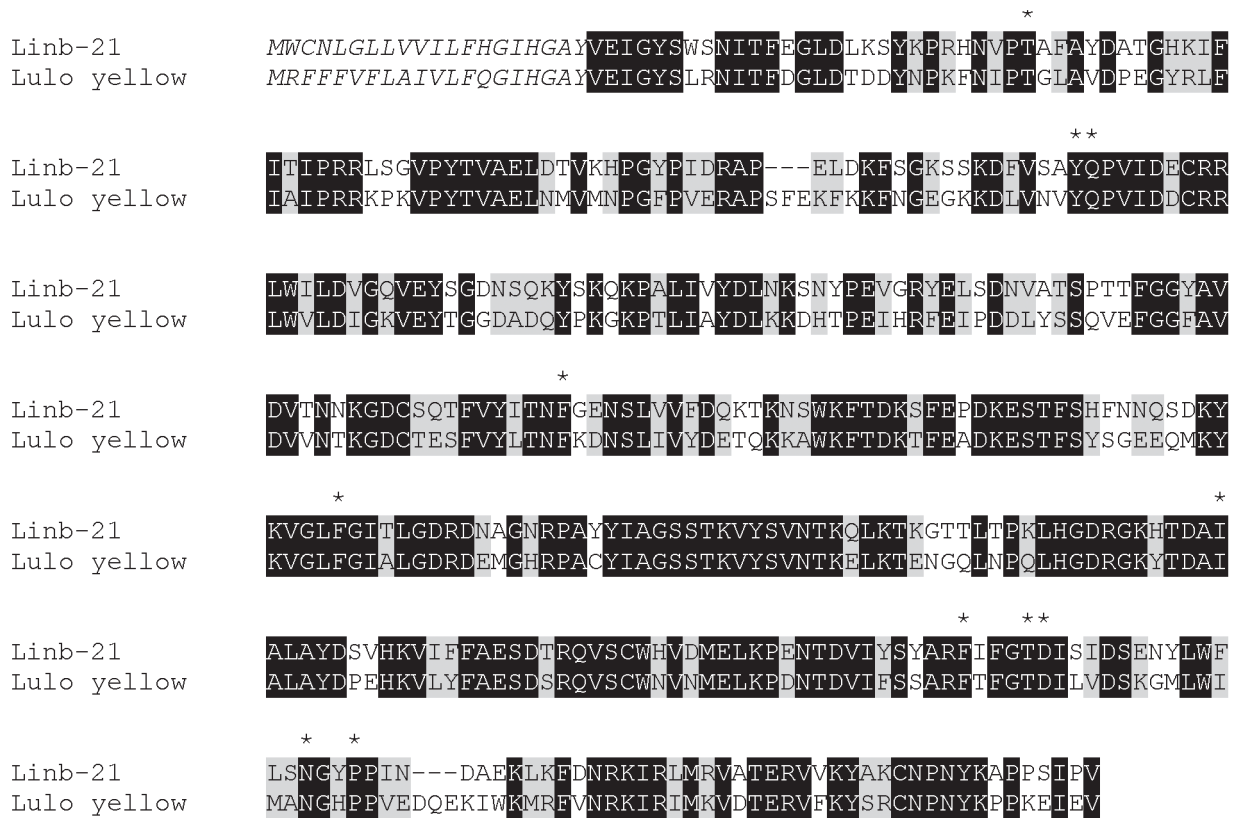 *
Linb-21 MWCNLGLLVVILFHGIHGAYVEIGYSWSNITFEGLDLKSYKPRHNVPTAFAYDATGHKIF
Lulo yellow MRFFFVFLAIVLFQGIHGAYVEIGYSLRNITFDGLDTDDYNPKFNIPTGLAVDPEGYRLF
**
Linb-21 ITIPRRLSGVPYTVAELDTVKHPGYPIDRAP---ELDKFSGKSSKDFVSAYQPVIDECRR
Lulo yellow IAIPRRKPKVPYTVAELNMVMNPGFPVERAPSFEKFKKFNGEGKKDLVNVYQPVIDDCRR
Linb-21 LWILDVGQVEYSGDNSQKYSKQKPALIVYDLNKSNYPEVGRYELSDNVATSPTTFGGYAV
Lulo yellow LWVLDIGKVEYTGGDADQYPKGKPTLIAYDLKKDHTPEIHRFEIPDDLYSSQVEFGGFAV
*
Linb-21 DVTNNKGDCSQTFVYITNFGENSLVVFDQKTKNSWKFTDKSFEPDKESTFSHFNNQSDKY
Lulo yellow DVVNTKGDCTESFVYLTNFKDNSLIVYDETQKKAWKFTDKTFEADKESTFSYSGEEQMKY
* *
Linb-21 KVGLFGITLGDRDNAGNRPAYYIAGSSTKVYSVNTKQLKTKGTTLTPKLHGDRGKHTDAI
Lulo yellow KVGLFGIALGDRDEMGHRPACYIAGSSTKVYSVNTKELKTENGQLNPQLHGDRGKYTDAI
* **
Linb-21 ALAYDSVHKVIFFAESDTRQVSCWHVDMELKPENTDVIYSYARFIFGTDISIDSENYLWF
Lulo yellow ALAYDPEHKVLYFAESDSRQVSCWNVNMELKPDNTDVIFSSARFTFGTDILVDSKGMLWI
* *
Linb-21 LSNGYPPIN---DAEKLKFDNRKIRLMRVATERVVKYAKCNPNYKAPPSIPV
Lulo yellow MANGHPPVEDQEKIWKMRFVNRKIRIMKVDTERVFKYSRCNPNYKPPKEIEV